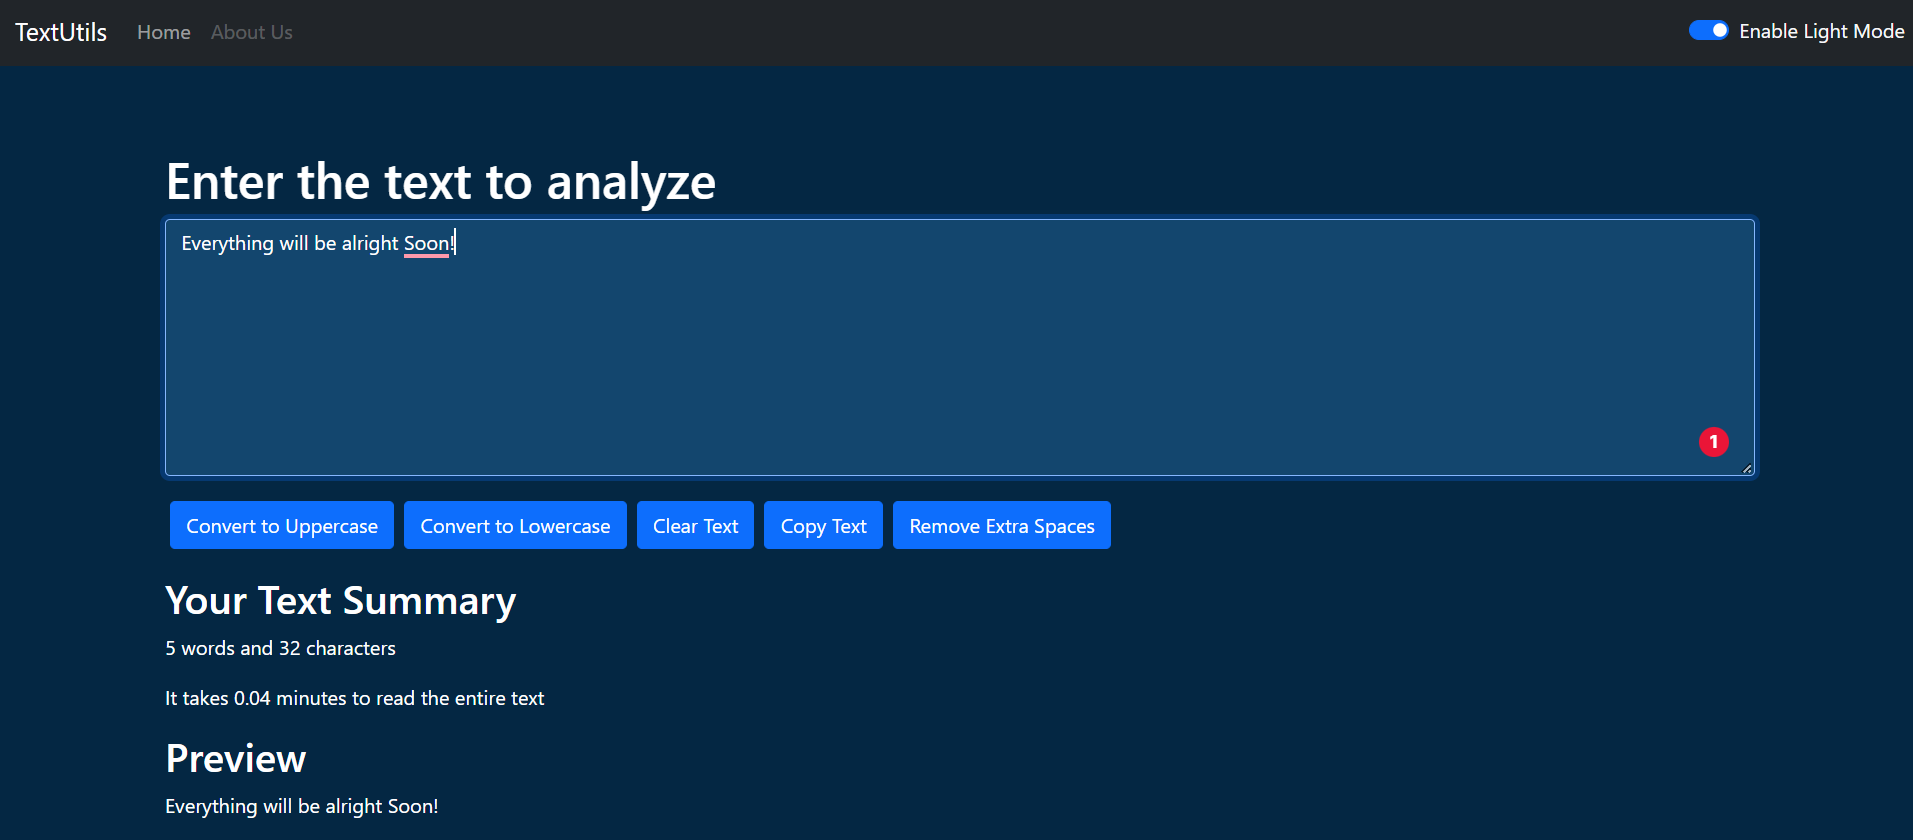 TextUtils Home About Us Enable Light Mode
Enter the text to analyze
Everything will be alright Soon!
1
Convert to Uppercase Convert to Lowercase Clear Text Copy Text Remove Extra Spaces
Your Text Summary
5 words and 32 characters
It takes 0.04 minutes to read the entire text
Preview
Everything will be alright Soon!